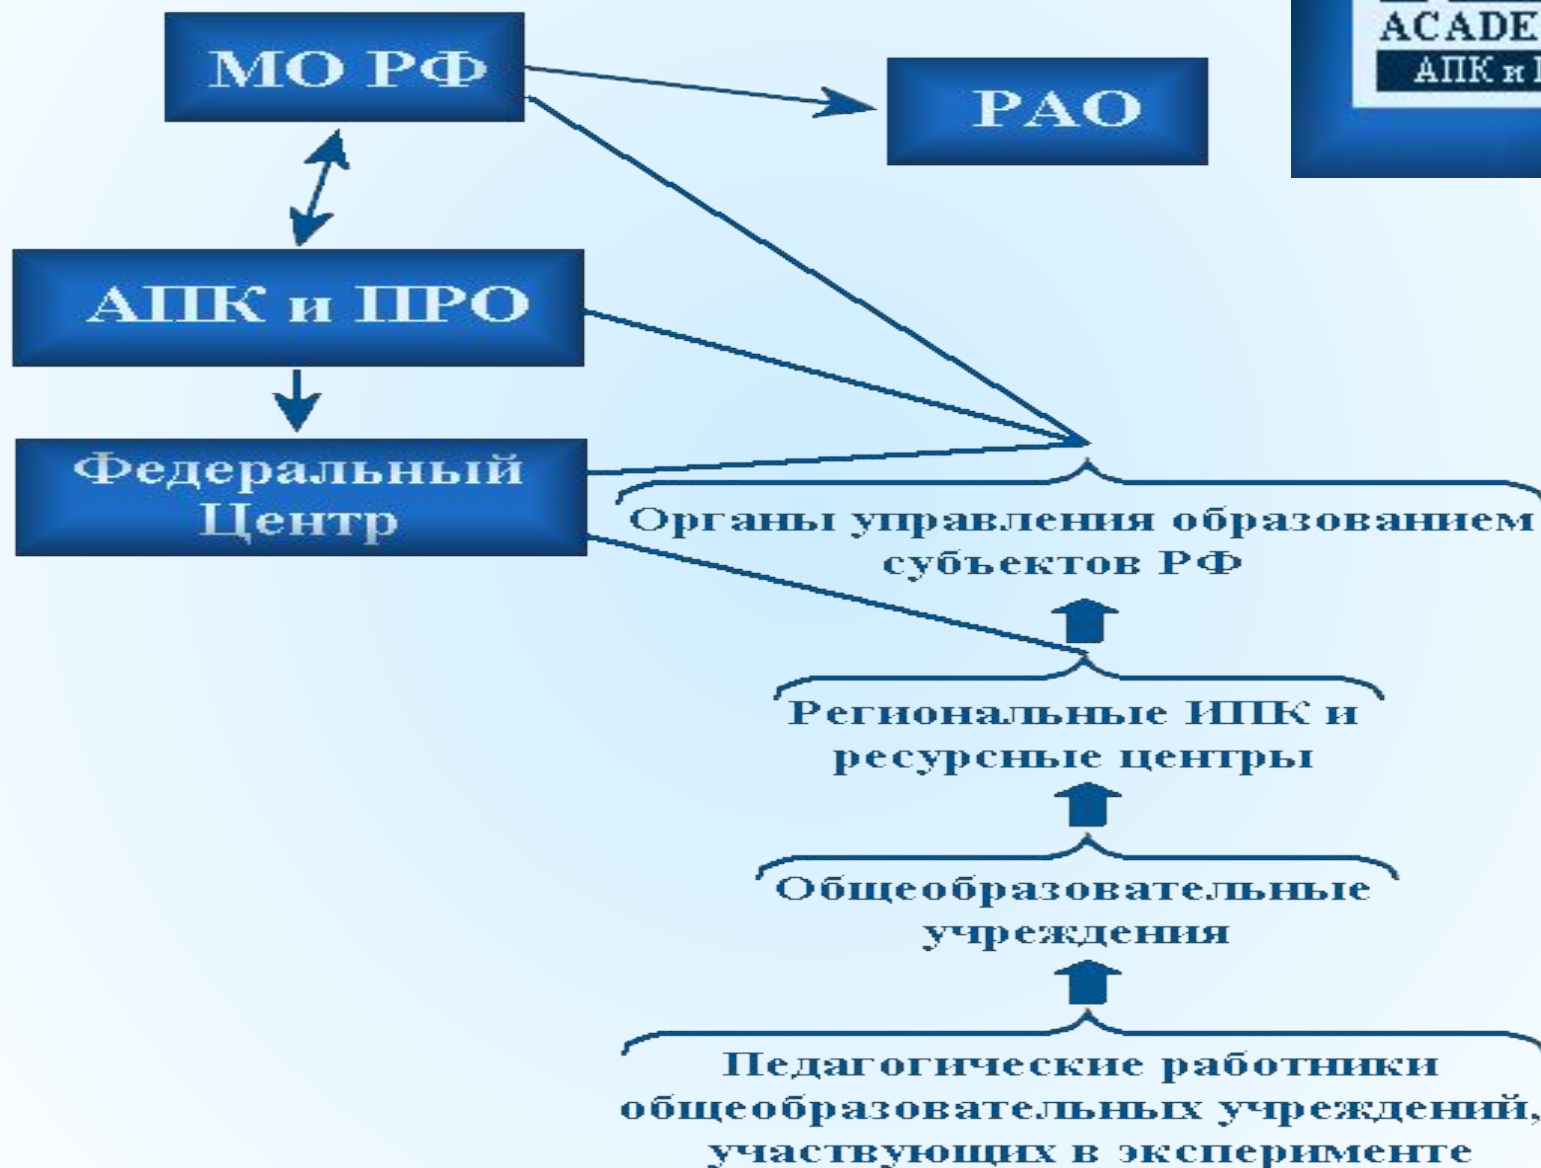 МО РФ
РАО
АПК и
АПК и ПРО
Федеральный
Центр
Органы управления образованием
субъектов РФ
Региональные ИПК и
ресурсные центры
Общеобразовательные
учреждения
Педагогические работники
общеобразовательных учреждений,
участвующих в эксперименте